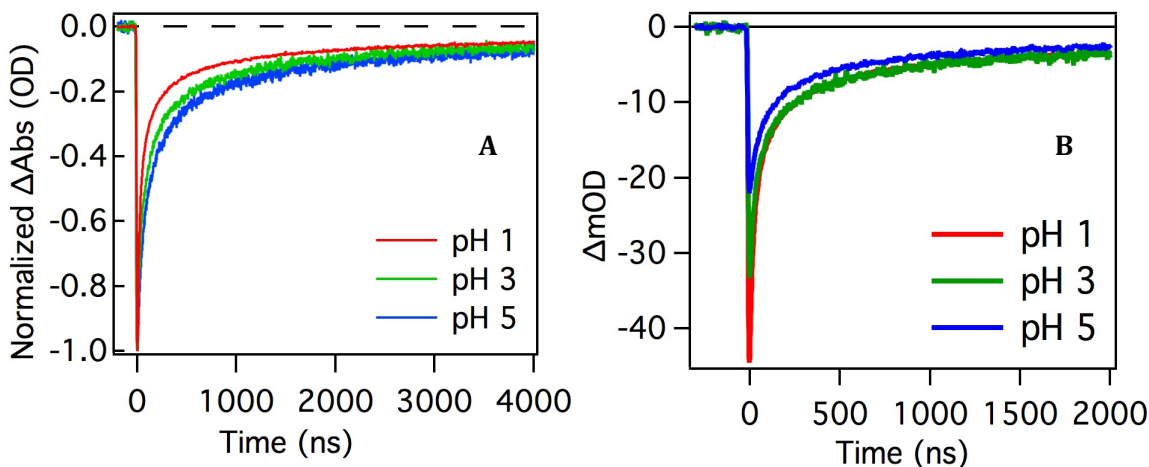 Normalized ΔAbs (OD)
0.0
-0.2
-0.4
-0.6
-0.8
-1.0
A
pH 1
pH 3
pH 5
0
1000
2000
3000
4000
Time (ns)
ΔmOD
0
-10
-20
-30
-40
B
pH 1
pH 3
pH 5
0
500
1000
1500
2000
Time (ns)